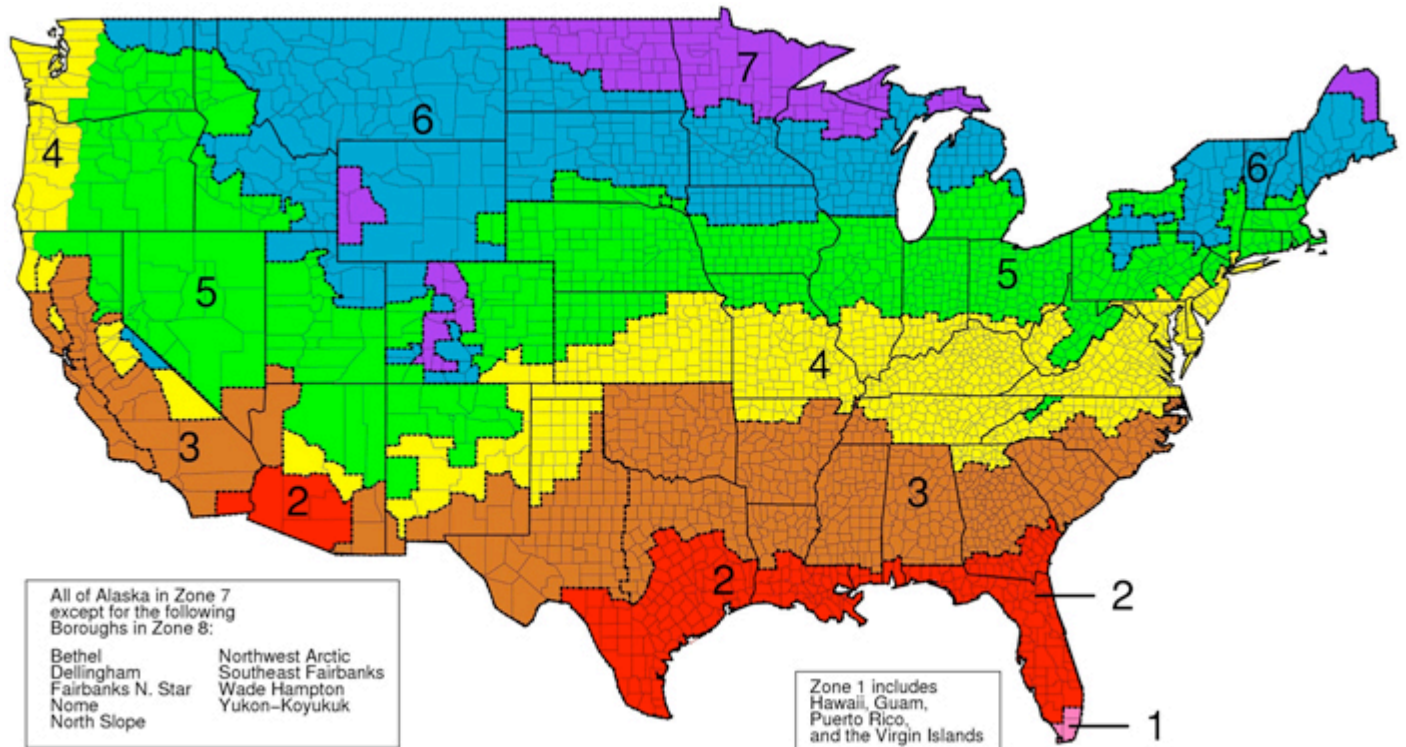 7
6
4
6
5
5
4
3
3
2
2
2
1
All of Alaska in Zone 7
except for the following
Boroughs in Zone 8:
Bethel
Dellingham
Fairbanks N. Star
Nome
North Slope
Northwest Arctic
Southeast Fairbanks
Wade Hampton
Yukon-Koyukuk
Zone 1 includes
Hawaii, Guam,
Puerto Rico,
and the Virgin Islands